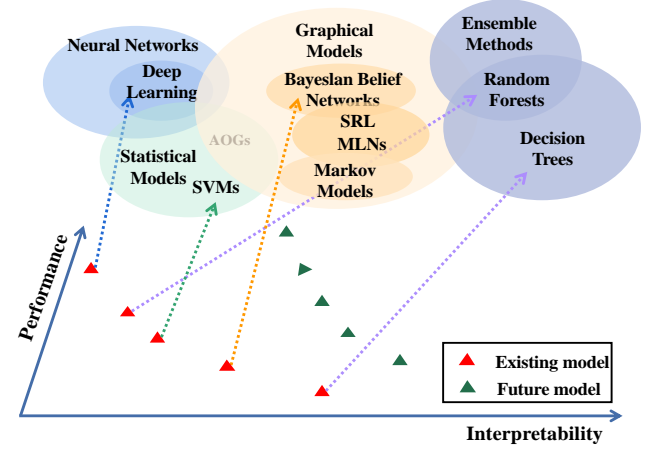 Neural Networks
Deep
Learning
Graphical
Models
Ensemble
Methods
Bayeslan Belief
Networks
Random
Forests
SRL
MLNs
AOGs
Decision
Trees
Statistical
Models
SVMs
Markov
Models
Performance
Existing model
Future model
Interpretability